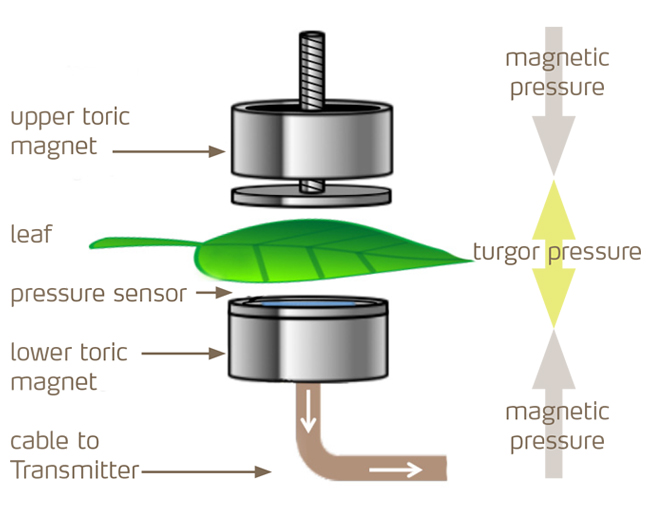 magnetic
pressure
upper toric
magnet
leaf
turgor pressure
pressure sensor
lower toric
magnet
magnetic
pressure
cable to
Transmitter